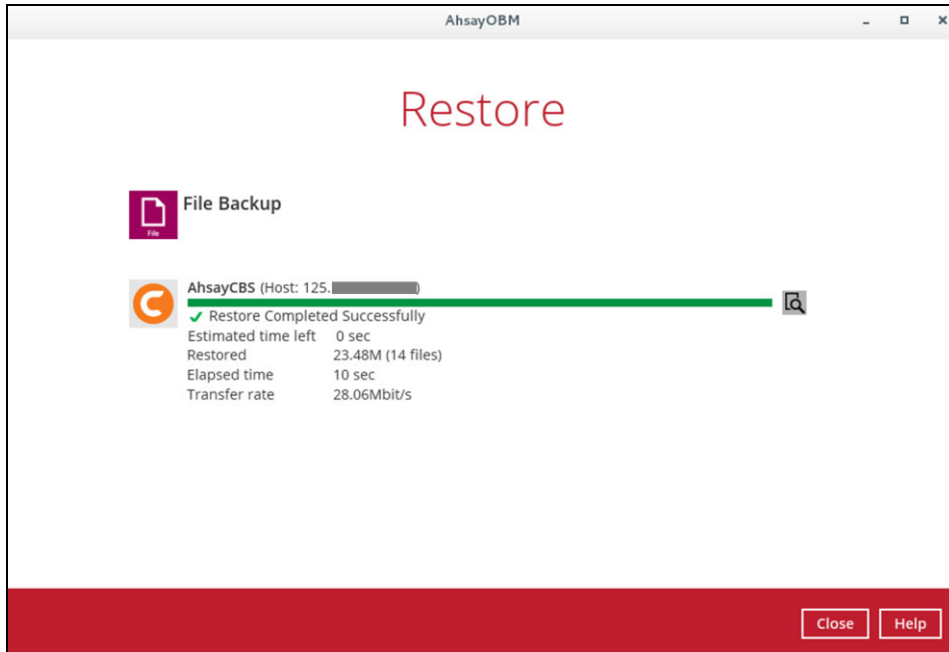 AhsayOBM
Restore
File Backup
File
AhsayCBS (Host: 125.)
Restore Completed Successfully
Estimated time left 0 sec
Restored 23.48M (14 files)
Elapsed time 10 sec
Transfer rate 28.06Mbit/s
Close Help